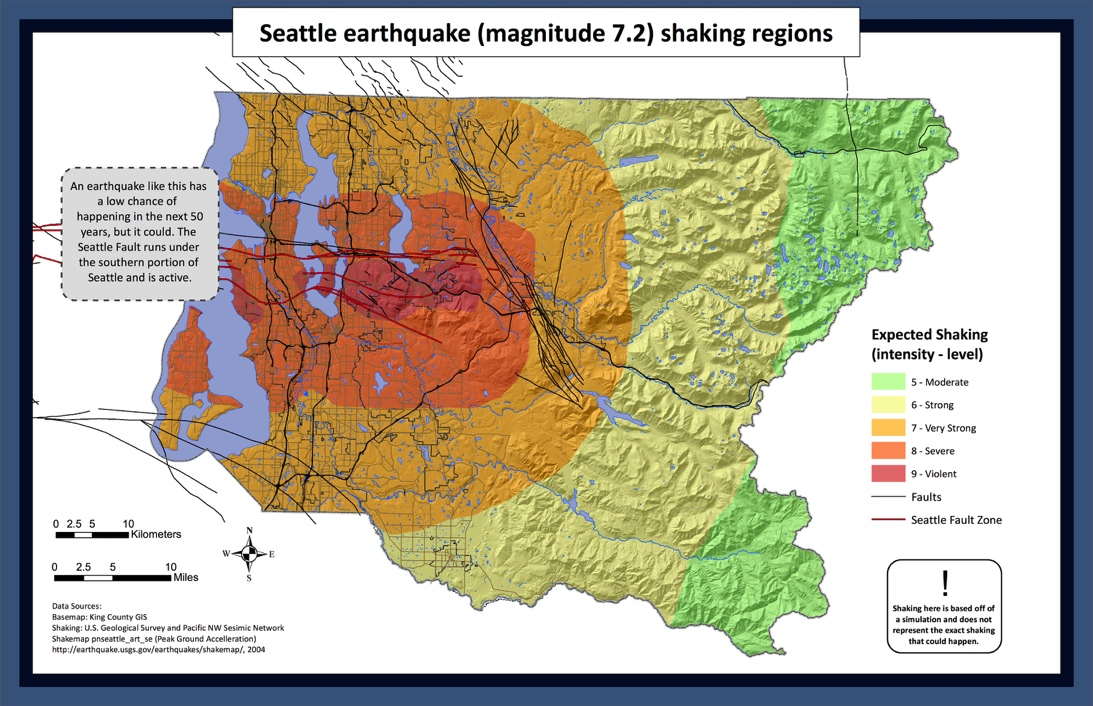 Seattle earthquake (magnitude 7.2) shaking regions
An earthquake like this has
a low chance of
happening in the next 50
years, but it could. The
Seattle Fault runs under
the southern portion of
Seattle and is active.
Expected Shaking
(intensity - level)
5 - Moderate
6 - Strong
7 - Very Strong
8 - Severe
9 - Violent
Faults
Seattle Fault Zone
0 2.5 5 10
Kilometers
0 2.5 5 10
Miles
N
W E
S
!
Shaking here is based off of
a simulation and does not
represent the exact shaking
that could happen.
Data Sources:
Basemap: King County GIS
Shaking: U.S. Geological Survey and Pacific NW Sesimic Network
Shakemap pnseattle_art_se (Peak Ground Accelleration)
http://earthquake.usgs.gov/earthquakes/shakemap/, 2004